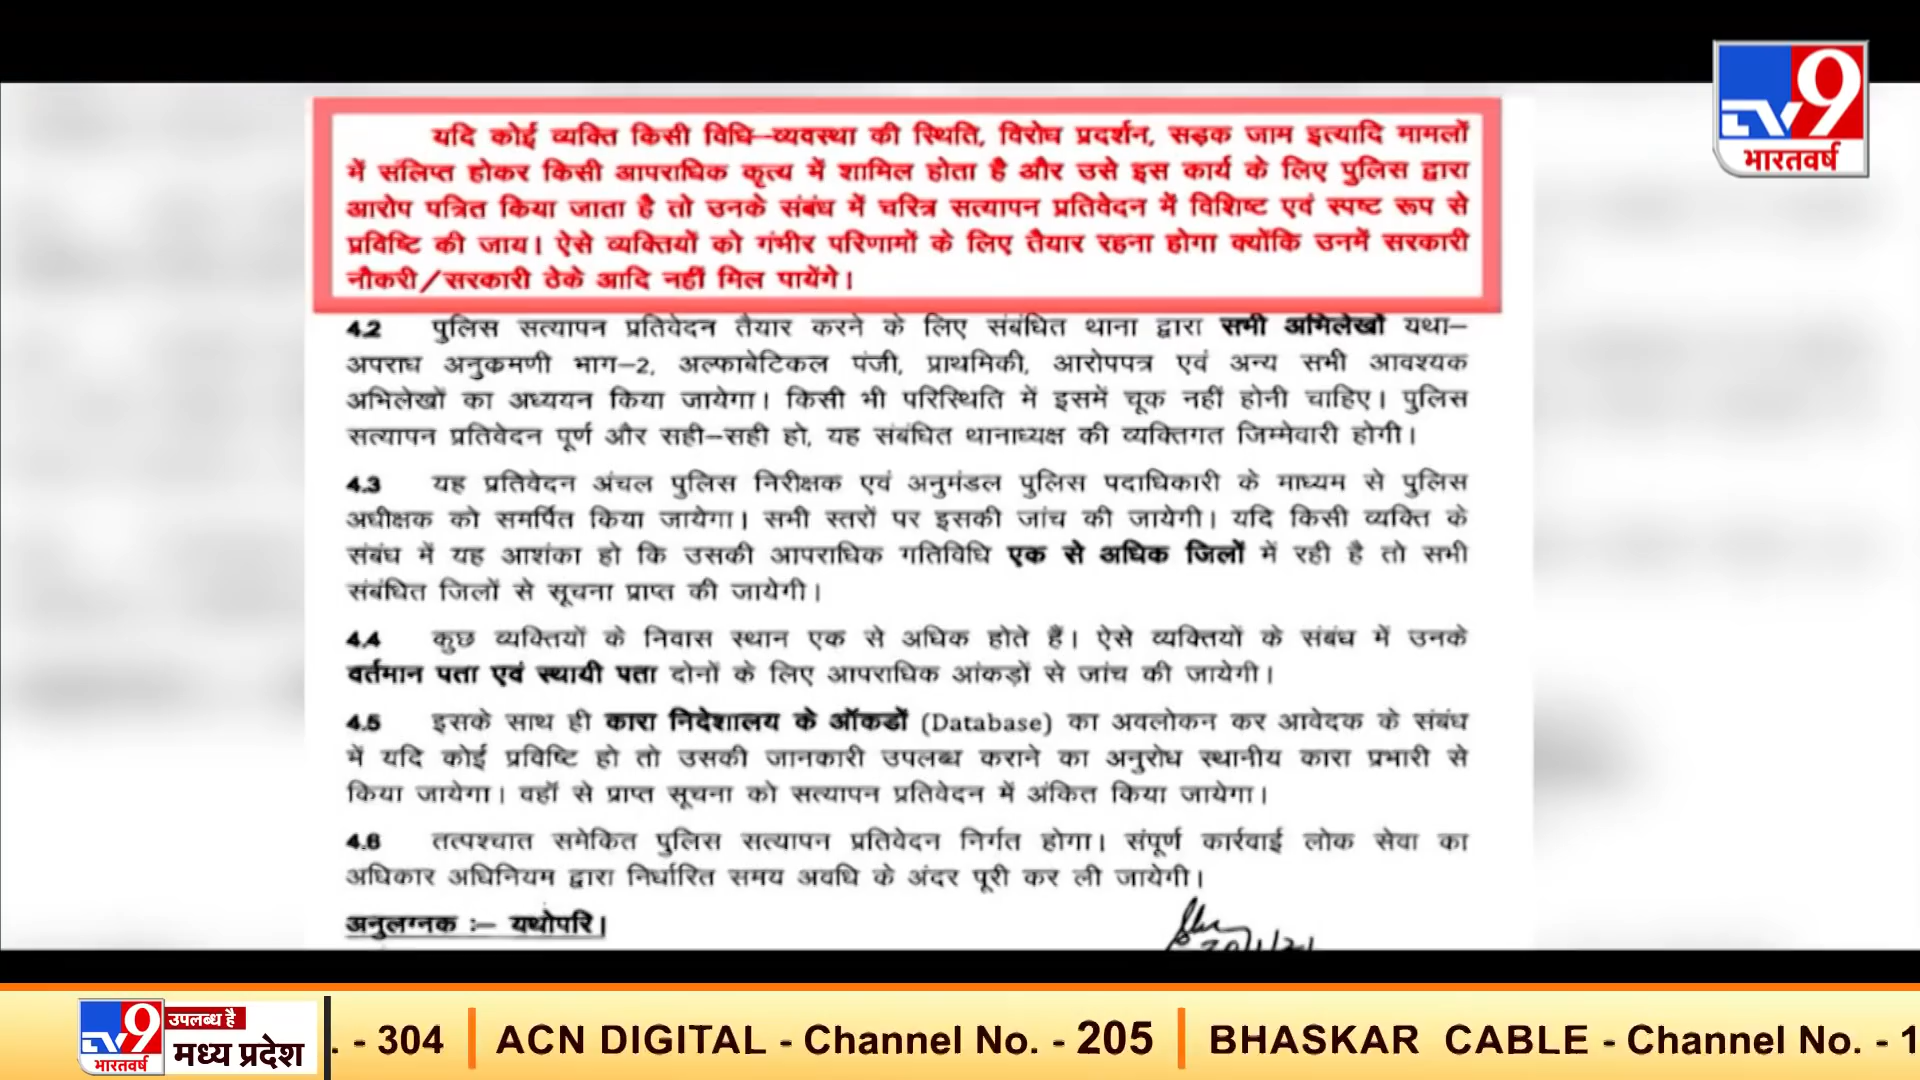 यदि कोई व्यक्ति किसी विधि–व्यवस्था की स्थिति, विरोध प्रदर्शन, सड़क जाम इत्यादि मामलों
में संलिप्त होकर किसी आपराधिक कृत्य में शामिल होता है और उसे इस कार्य के लिए पुलिस द्वारा
आरोप पत्रित किया जाता है तो उनके संबंध में चरित्र सत्यापन प्रतिवेदन में विशिष्ट एवं स्पष्ट रूप से
प्रविष्टि की जाय। ऐसे व्यक्तियों को गंभीर परिणामों के लिए तैयार रहना होगा क्योंकि उनमें सरकारी
नौकरी/सरकारी ठेके आदि नहीं मिल पायेंगे।
4.2 पुलिस सत्यापन प्रतिवेदन तैयार करने के लिए संबंधित थाना द्वारा सभी अभिलेखों यथा–
अपराध अनुकमणी भाग–2, अल्फाबेटिकल पंजी, प्राथमिकी, आरोपपत्र एवं अन्य सभी आवश्यक
अभिलेखों का अध्ययन किया जायेगा। किसी भी परिस्थिति में इसमें चूक नहीं होनी चाहिए। पुलिस
सत्यापन प्रतिवेदन पूर्ण और सही–सही हो, यह संबंधित थानाध्यक्ष की व्यक्तिगत जिम्मेवारी होगी।
4.3 यह प्रतिवेदन अंचल पुलिस निरीक्षक एवं अनुमंडल पुलिस पदाधिकारी के माध्यम से पुलिस
अधीक्षक को समर्पित किया जायेगा। सभी स्तरों पर इसकी जांच की जायेगी। यदि किसी व्यक्ति के
संबंध में यह आशंका हो कि उसकी आपराधिक गतिविधि एक से अधिक जिलों में रही है तो सभी
संबंधित जिलों से सूचना प्राप्त की जायेगी।
4.4 कुछ व्यक्तियों के निवास स्थान एक से अधिक होते हैं। ऐसे व्यक्तियों के संबंध में उनके
वर्तमान पता एवं स्थायी पता दोनों के लिए आपराधिक आंकड़ों से जांच की जायेगी।
4.5 इसके साथ ही कारा निदेशालय के ऑकडों (Database) का अवलोकन कर आवेदक के संबंध
में यदि कोई प्रविष्टि हो तो उसकी जानकारी उपलब्ध कराने का अनुरोध स्थानीय कारा प्रभारी से
किया जायेगा। वहाँ से प्राप्त सूचना को सत्यापन प्रतिवेदन में अंकित किया जायेगा।
4.6 तत्पश्चात समेकित पुलिस सत्यापन प्रतिवेदन निर्गत होगा। संपूर्ण कार्रवाई लोक सेवा का
अधिकार अधिनियम द्वारा निर्धारित समय अवधि के अंदर पूरी कर ली जायेगी।
अनुलग्नक :– यथोपरि।
TV9
भारतवर्ष
TV9
भारतवर्ष
उपलब्ध है
मध्य प्रदेश
. - 304 ACN DIGITAL - Channel No. - 205 BHASKAR CABLE - Channel No. - 1